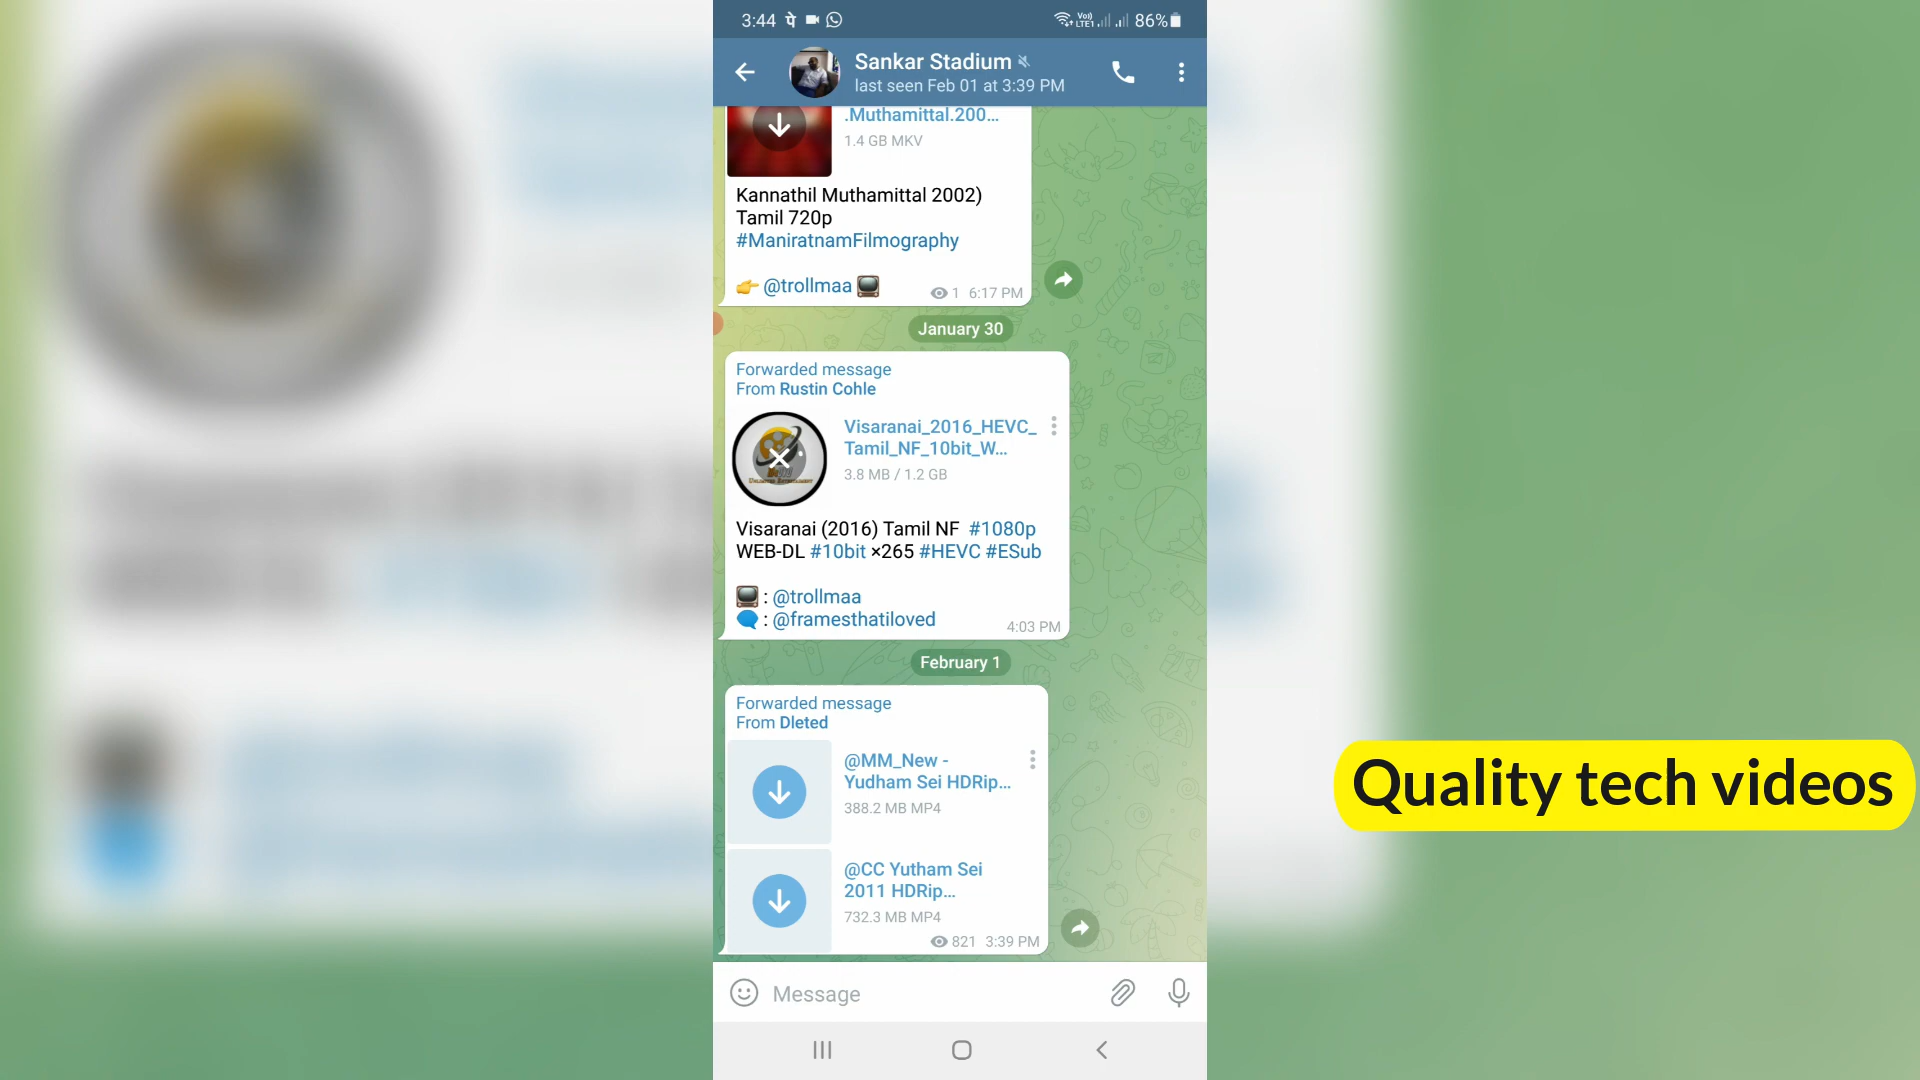 3:44
86%
Sankar Stadium
last seen Feb 01 at 3:39 PM
.Muthamittal.200...
1.4 GB MKV
Kannathil Muthamittal 2002)
Tamil 720p
#ManiratnamFilmography
👉 @trollmaa 📺
1 6:17 PM
January 30
Forwarded message
From Rustin Cohle
Visaranai_2016_HEVC_
Tamil_NF_10bit_W...
3.8 MB / 1.2 GB
Visaranai (2016) Tamil NF #1080p
WEB-DL #10bit ×265 #HEVC #ESub
📺 : @trollmaa
🗨 : @framesthatiloved
4:03 PM
February 1
Forwarded message
From Dleted
@MM_New -
Yudham Sei HDRip...
388.2 MB MP4
@CC Yutham Sei
2011 HDRip...
732.3 MB MP4
821 3:39 PM
Message
Quality tech videos